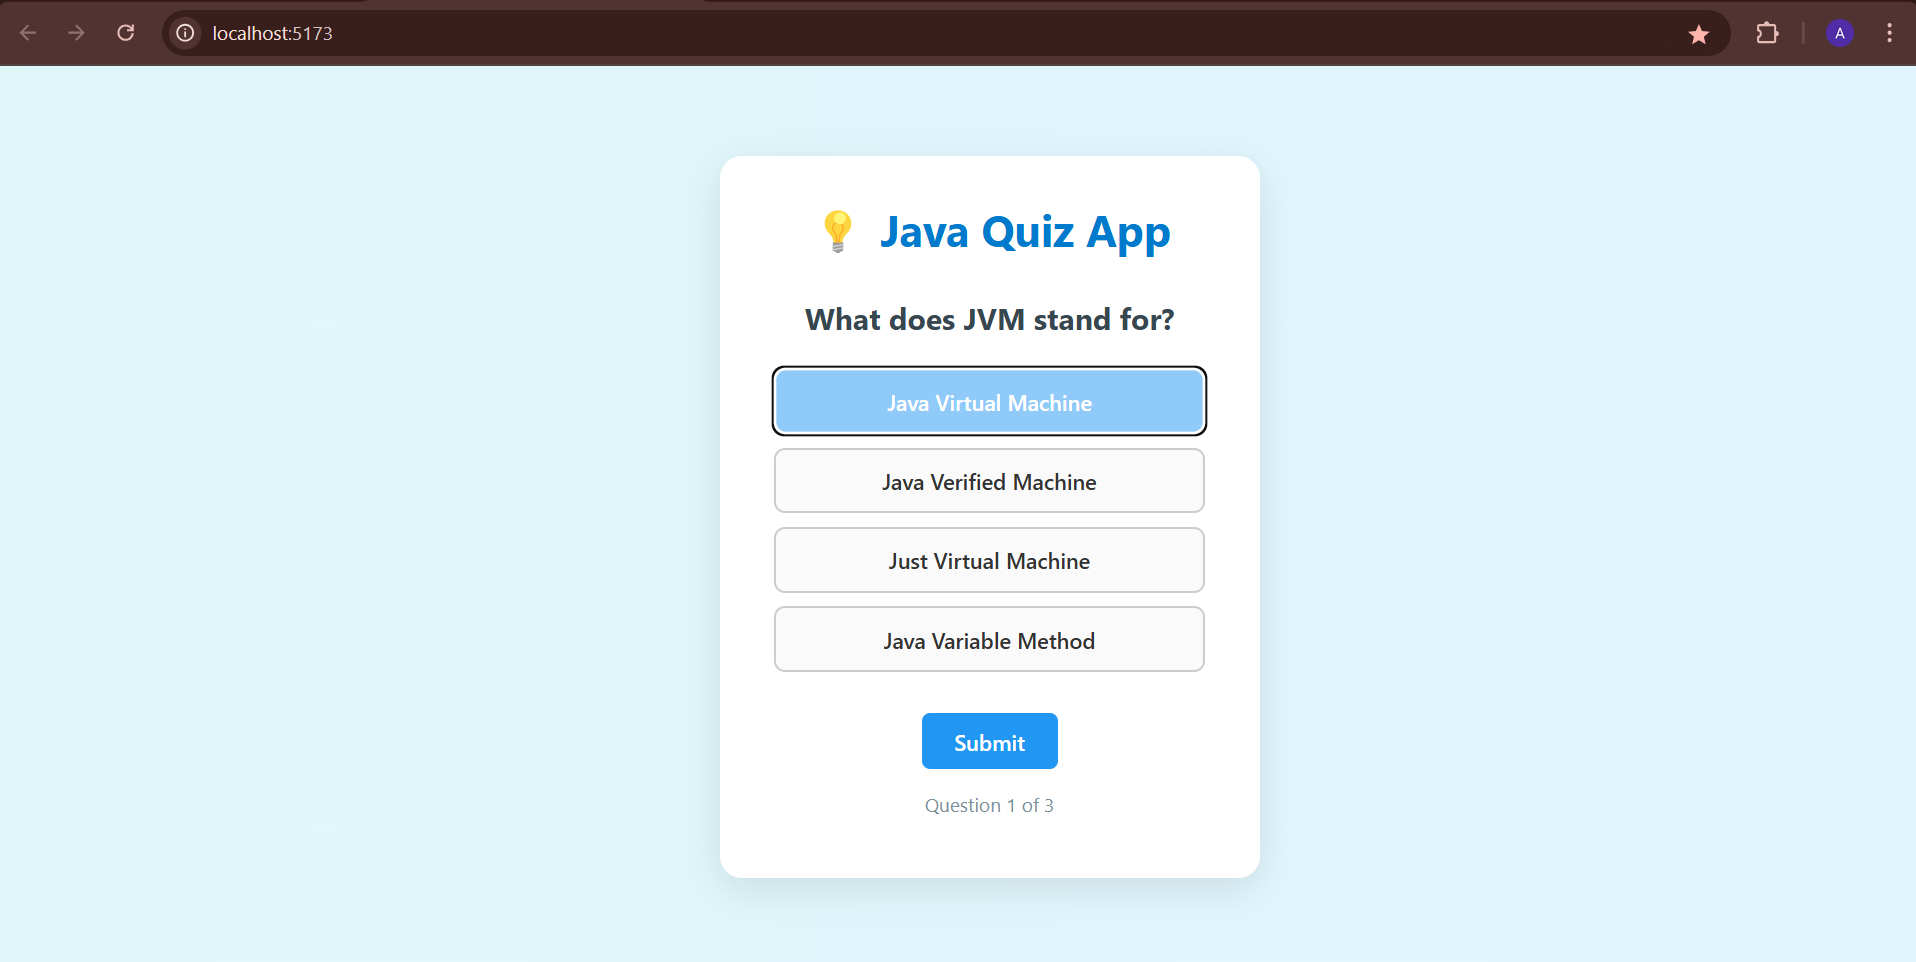 localhost:5173
A
Java Quiz App
What does JVM stand for?
Java Virtual Machine
Java Verified Machine
Just Virtual Machine
Java Variable Method
Submit
Question 1 of 3